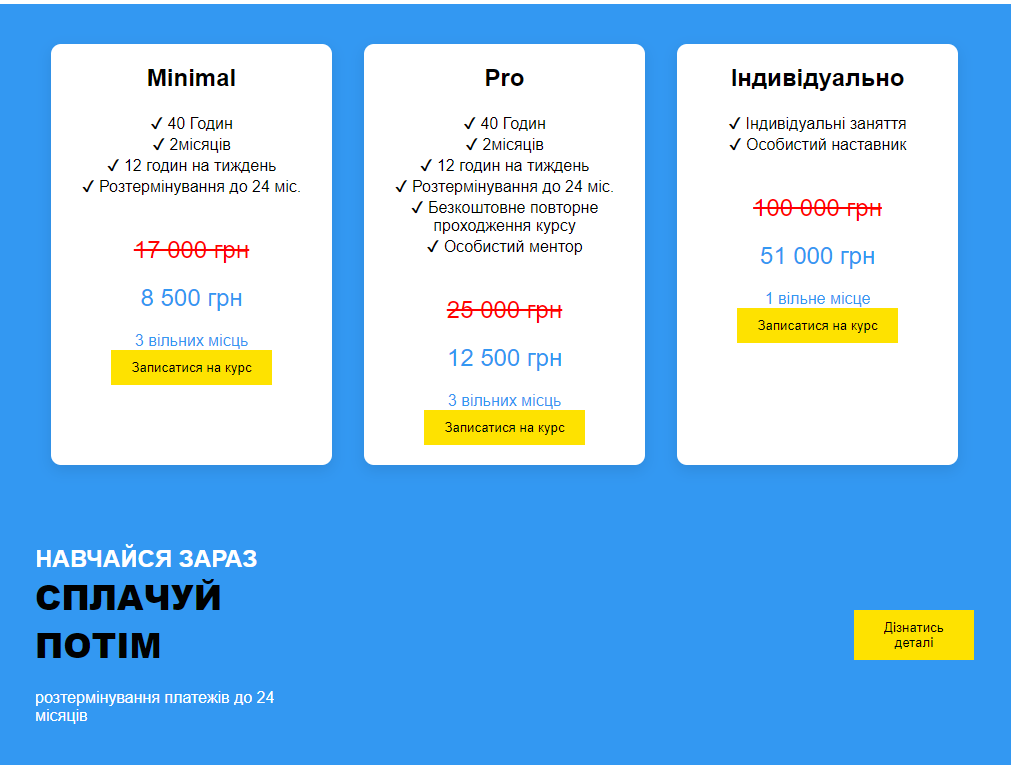 Minimal
✓ 40 Годин
✓ 2місяців
✓ 12 годин на тиждень
✓ Розтермінування до 24 міс.
17 000 грн
8 500 грн
3 вільних місць
Записатися на курс
Pro
✓ 40 Годин
✓ 2місяців
✓ 12 годин на тиждень
✓ Розтермінування до 24 міс.
✓ Безкоштовне повторне
проходження курсу
✓ Особистий ментор
25 000 грн
12 500 грн
3 вільних місць
Записатися на курс
Індивідуально
✓ Індивідуальні заняття
✓ Особистий наставник
100 000 грн
51 000 грн
1 вільне місце
Записатися на курс
НАВЧАЙСЯ ЗАРАЗ
СПЛАЧУЙ
ПОТІМ
розтермінування платежів до 24
місяців
Дізнатись
деталі